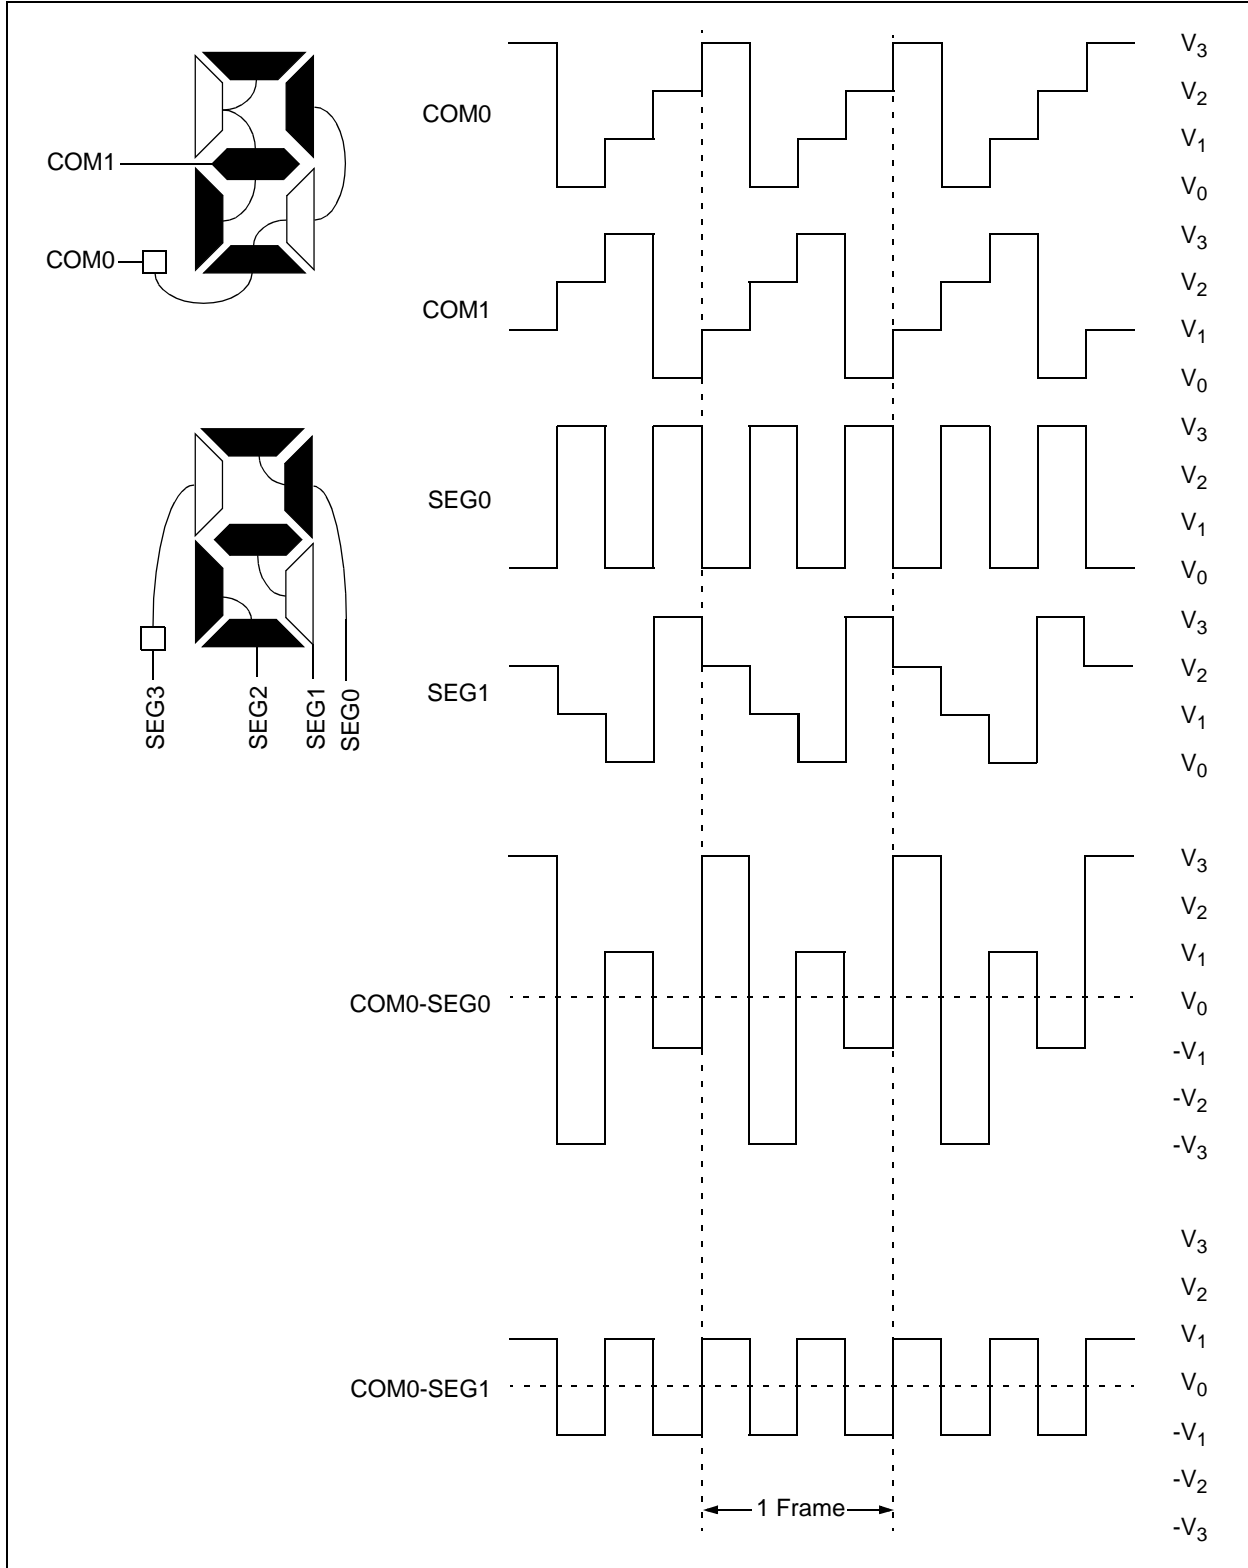 COM1
COM0
SEG3
SEG2
SEG1
SEG0
COM0
V3
V2
V1
V0
COM1
V3
V2
V1
V0
SEG0
V3
V2
V1
V0
SEG1
V3
V2
V1
V0
COM0-SEG0
V3
V2
V1
V0
-V1
-V2
-V3
COM0-SEG1
V3
V2
V1
V0
-V1
-V2
-V3
1 Frame